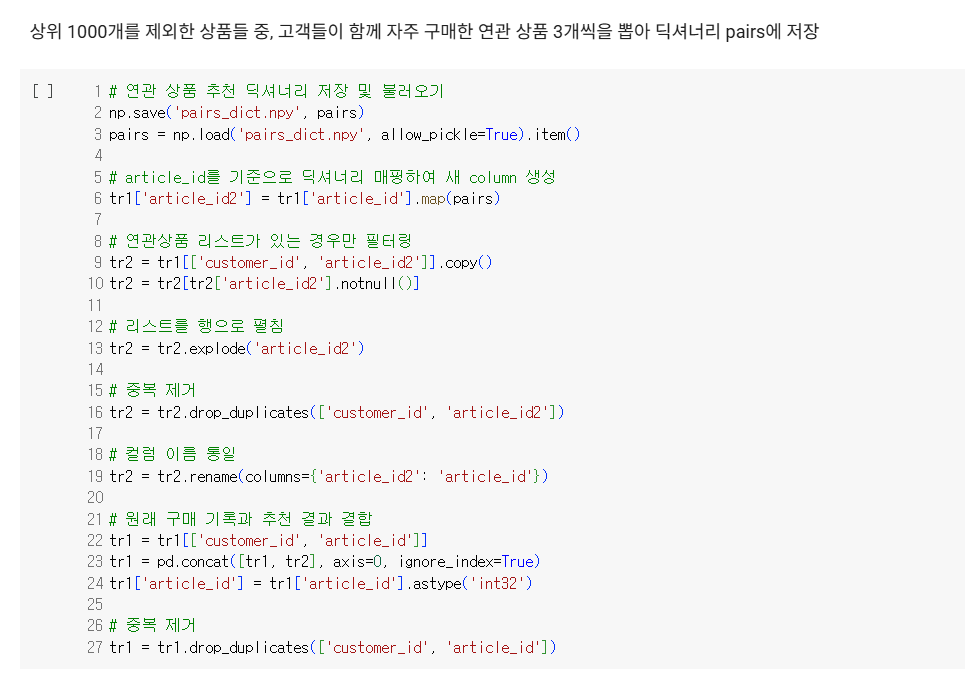 상위 1000개를 제외한 상품들 중, 고객들이 함께 자주 구매한 연관 상품 3개씩을 뽑아 딕셔너리 pairs에 저장
[ ] 1 # 연관 상품 추천 딕셔너리 저장 및 불러오기
2 np.save('pairs_dict.npy', pairs)
3 pairs = np.load('pairs_dict.npy', allow_pickle=True).item()
4
5 # article_id를 기준으로 딕셔너리 매핑하여 새 column 생성
6 tr1['article_id2'] = tr1['article_id'].map(pairs)
7
8 # 연관상품 리스트가 있는 경우만 필터링
9 tr2 = tr1[['customer_id', 'article_id2']].copy()
10 tr2 = tr2[tr2['article_id2'].notnull()]
11
12 # 리스트를 행으로 펼침
13 tr2 = tr2.explode('article_id2')
14
15 # 중복 제거
16 tr2 = tr2.drop_duplicates(['customer_id', 'article_id2'])
17
18 # 컬럼 이름 통일
19 tr2 = tr2.rename(columns={'article_id2': 'article_id'})
20
21 # 원래 구매 기록과 추천 결과 결합
22 tr1 = tr1[['customer_id', 'article_id']]
23 tr1 = pd.concat([tr1, tr2], axis=0, ignore_index=True)
24 tr1['article_id'] = tr1['article_id'].astype('int32')
25
26 # 중복 제거
27 tr1 = tr1.drop_duplicates(['customer_id', 'article_id'])